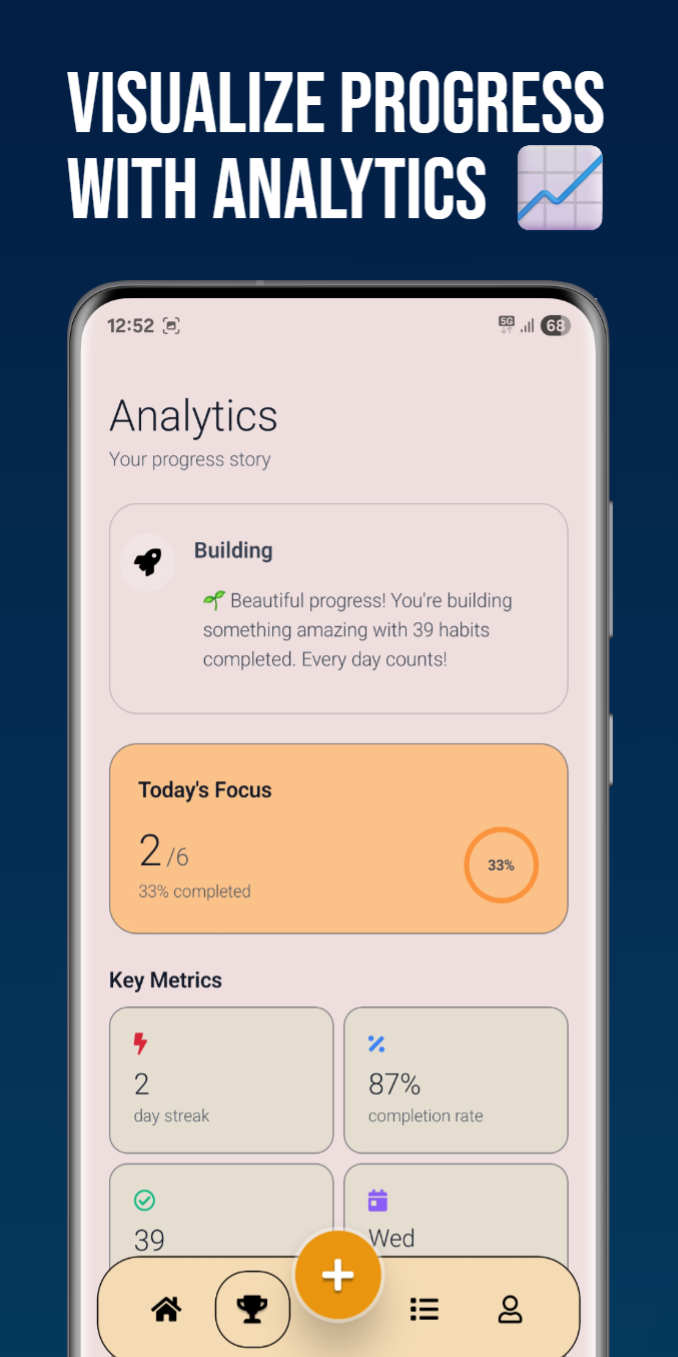 VISUALIZE PROGRESS
WITH ANALYTICS
12:52
5G
68
Analytics
Your progress story
Building
🌱 Beautiful progress! You're building
something amazing with 39 habits
completed. Every day counts!
Today's Focus
2 /6
33%
33% completed
Key Metrics
2
day streak
87%
completion rate
39
Wed